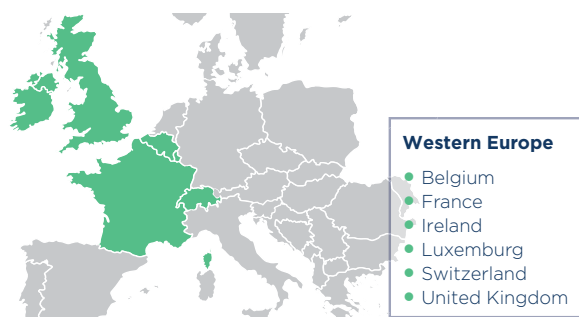 Western Europe
Belgium
France
Ireland
Luxemburg
Switzerland
United Kingdom